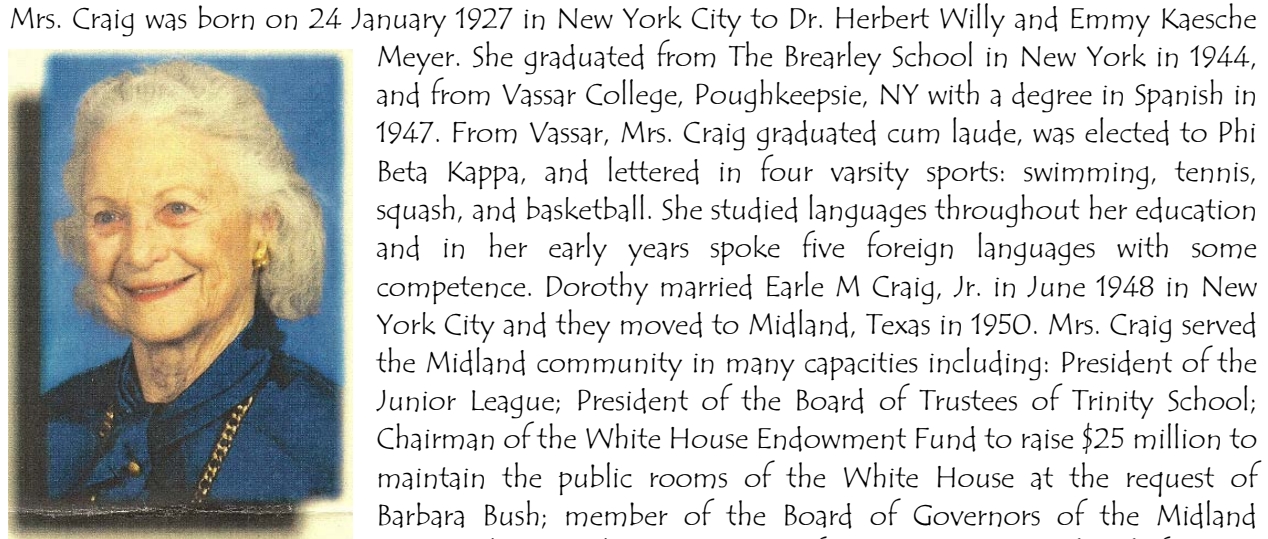 Mrs. Craig was born on 24 January 1927 in New York City to Dr. Herbert Willy and Emmy Kaesche
Meyer. She graduated from The Brearley School in New York in 1944,
and from Vassar College, Poughkeepsie, NY with a degree in Spanish in
1947. From Vassar, Mrs. Craig graduated cum laude, was elected to Phi
Beta Kappa, and lettered in four varsity sports: swimming, tennis,
squash, and basketball. She studied languages throughout her education
and in her early years spoke five foreign languages with some
competence. Dorothy married Earle M Craig, Jr. in June 1948 in New
York City and they moved to Midland, Texas in 1950. Mrs. Craig served
the Midland community in many capacities including: President of the
Junior League; President of the Board of Trustees of Trinity School;
Chairman of the White House Endowment Fund to raise $25 million to
maintain the public rooms of the White House at the request of
Barbara Bush; member of the Board of Governors of the Midland